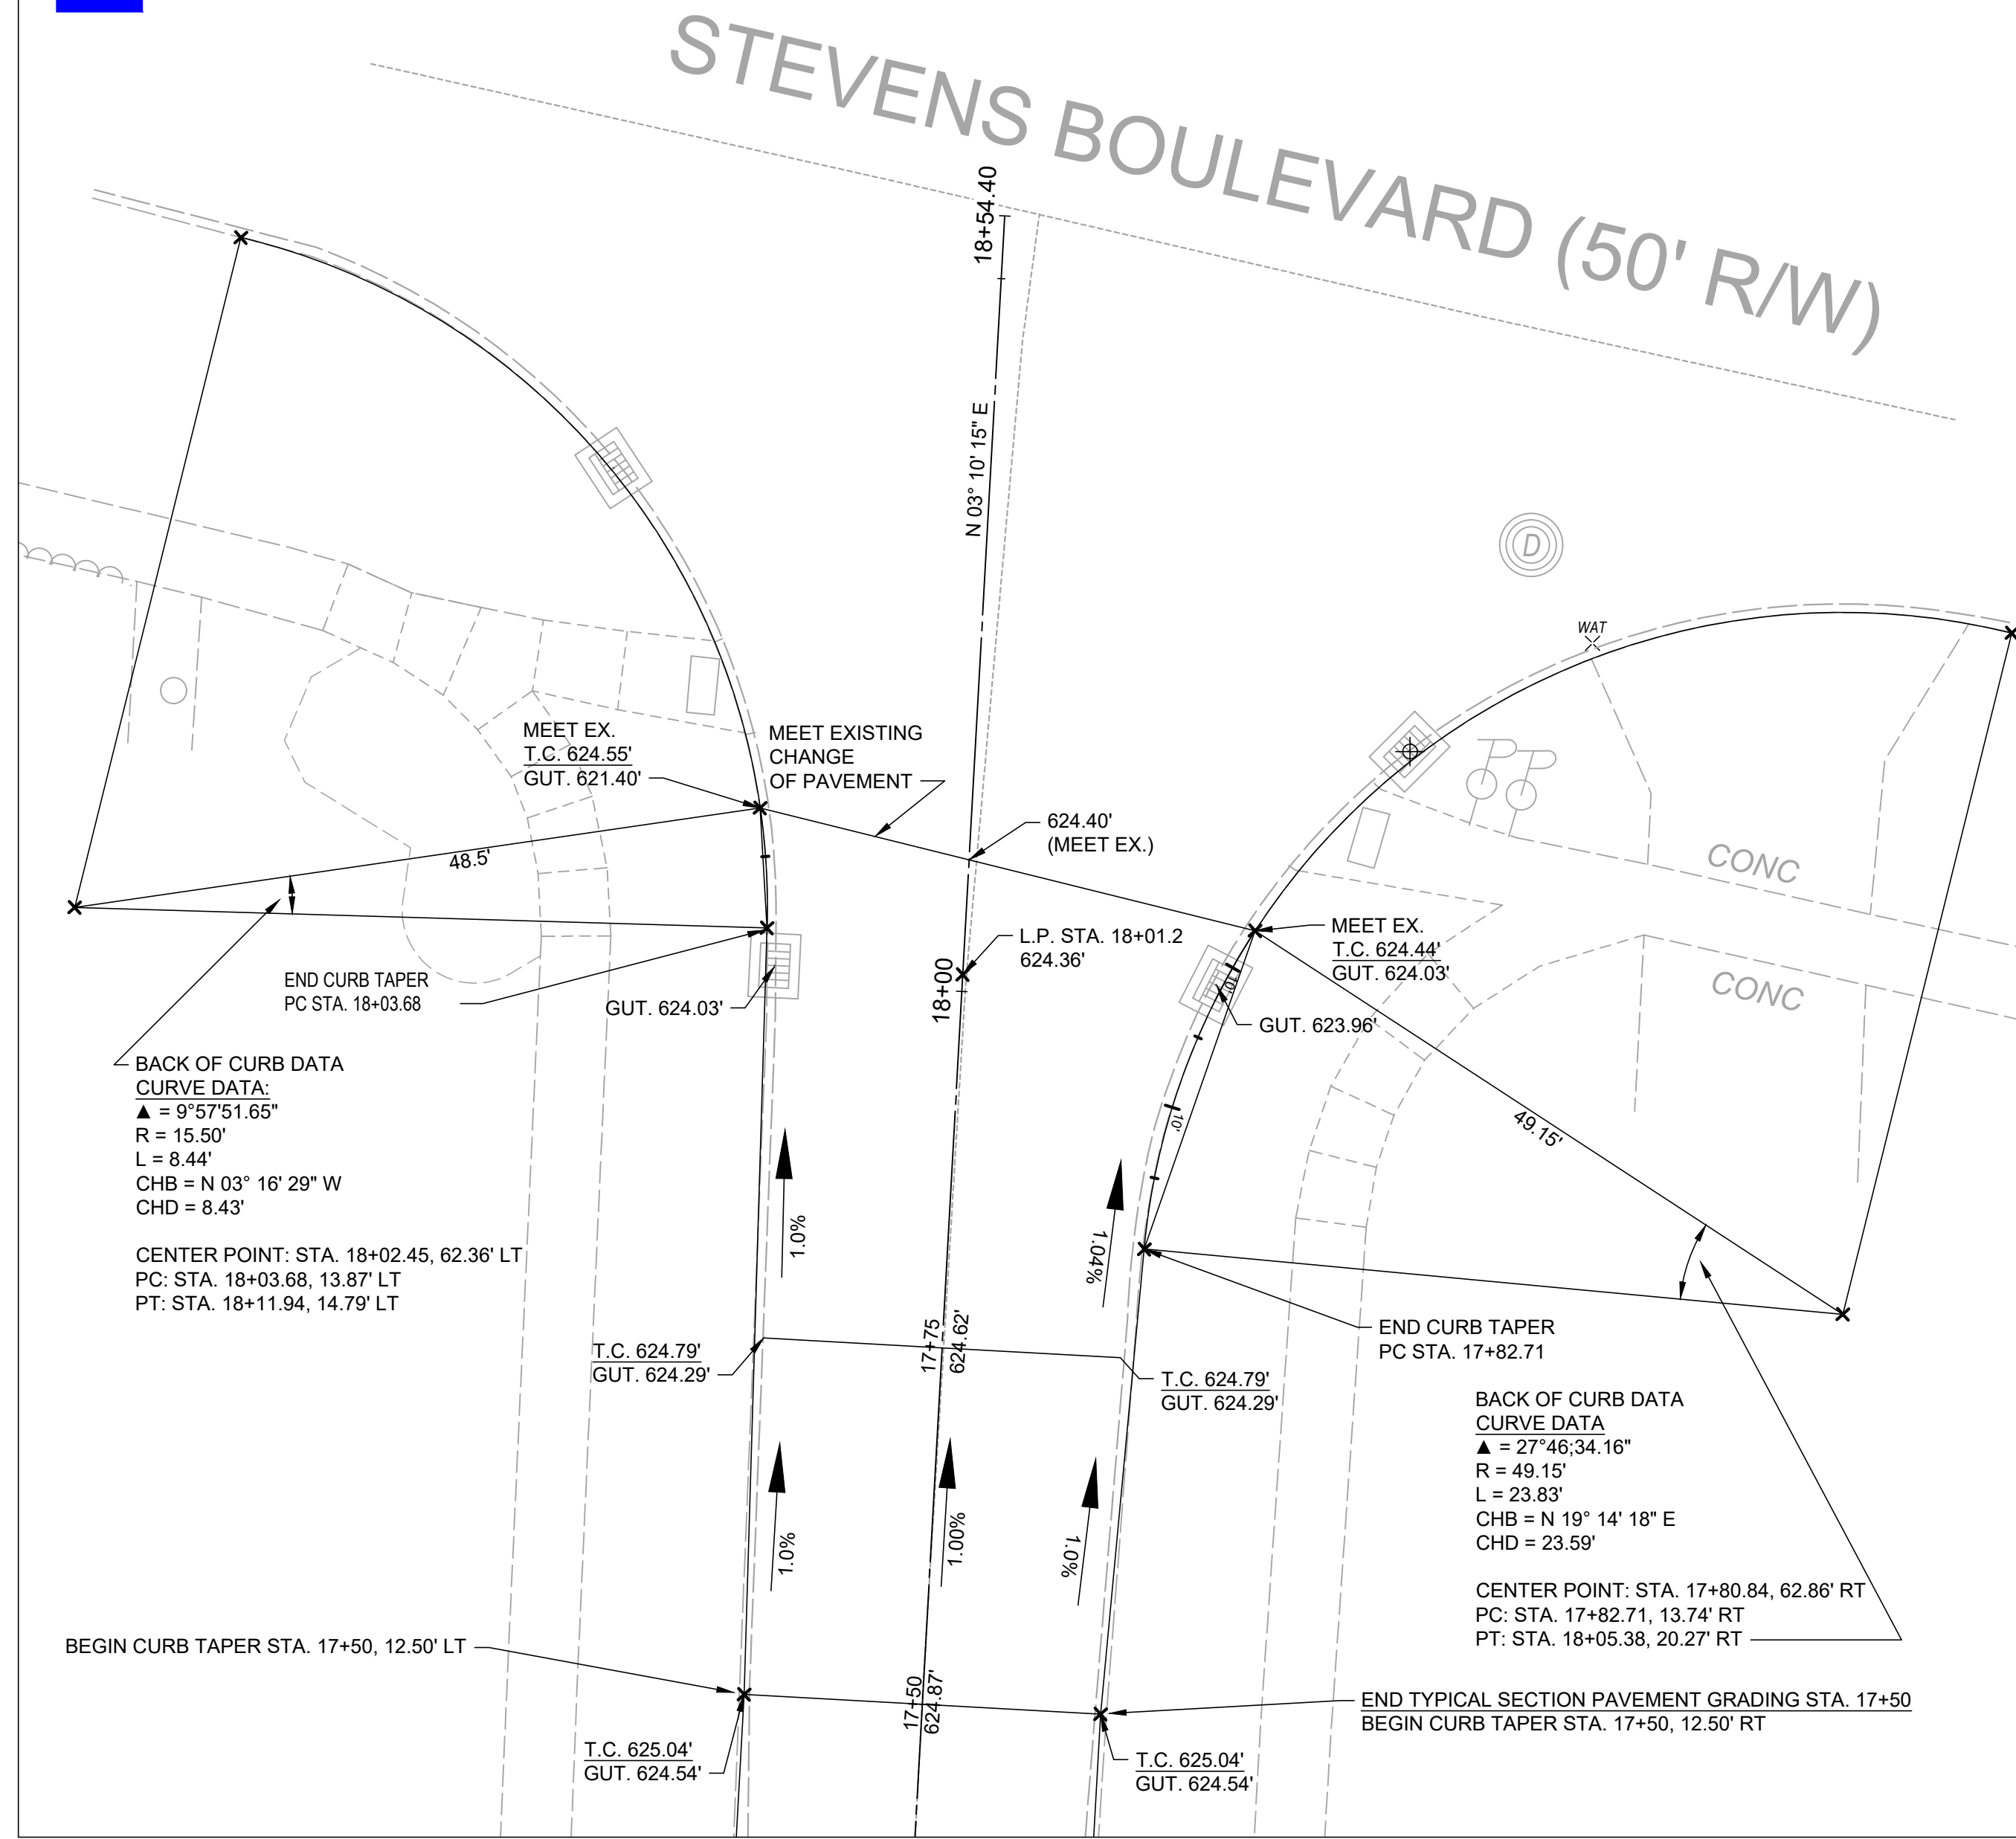 STEVENS BOULEVARD (50' R/W)
18+54.40
N 03° 10' 15" E
D
WAT
MEET EX.
T.C. 624.55'
GUT. 621.40'
MEET EXISTING
CHANGE
OF PAVEMENT
624.40'
(MEET EX.)
48.5'
CONC
CONC
MEET EX.
T.C. 624.44'
GUT. 624.03'
L.P. STA. 18+01.2
624.36'
18+00
END CURB TAPER
PC STA. 18+03.68
GUT. 624.03'
10'
GUT. 623.96'
BACK OF CURB DATA
CURVE DATA:
▲ = 9°57'51.65"
R = 15.50'
L = 8.44'
CHB = N 03° 16' 29" W
CHD = 8.43'
CENTER POINT: STA. 18+02.45, 62.36' LT
PC: STA. 18+03.68, 13.87' LT
PT: STA. 18+11.94, 14.79' LT
10'
49.15'
1.0%
1.04%
END CURB TAPER
PC STA. 17+82.71
T.C. 624.79'
GUT. 624.29'
17+75
624.62'
T.C. 624.79'
GUT. 624.29'
BACK OF CURB DATA
CURVE DATA
▲ = 27°46;34.16"
R = 49.15'
L = 23.83'
CHB = N 19° 14' 18" E
CHD = 23.59'
CENTER POINT: STA. 17+80.84, 62.86' RT
PC: STA. 17+82.71, 13.74' RT
PT: STA. 18+05.38, 20.27' RT
1.0%
1.00%
1.0%
BEGIN CURB TAPER STA. 17+50, 12.50' LT
17+50
624.87'
END TYPICAL SECTION PAVEMENT GRADING STA. 17+50
BEGIN CURB TAPER STA. 17+50, 12.50' RT
T.C. 625.04'
GUT. 624.54'
T.C. 625.04'
GUT. 624.54'